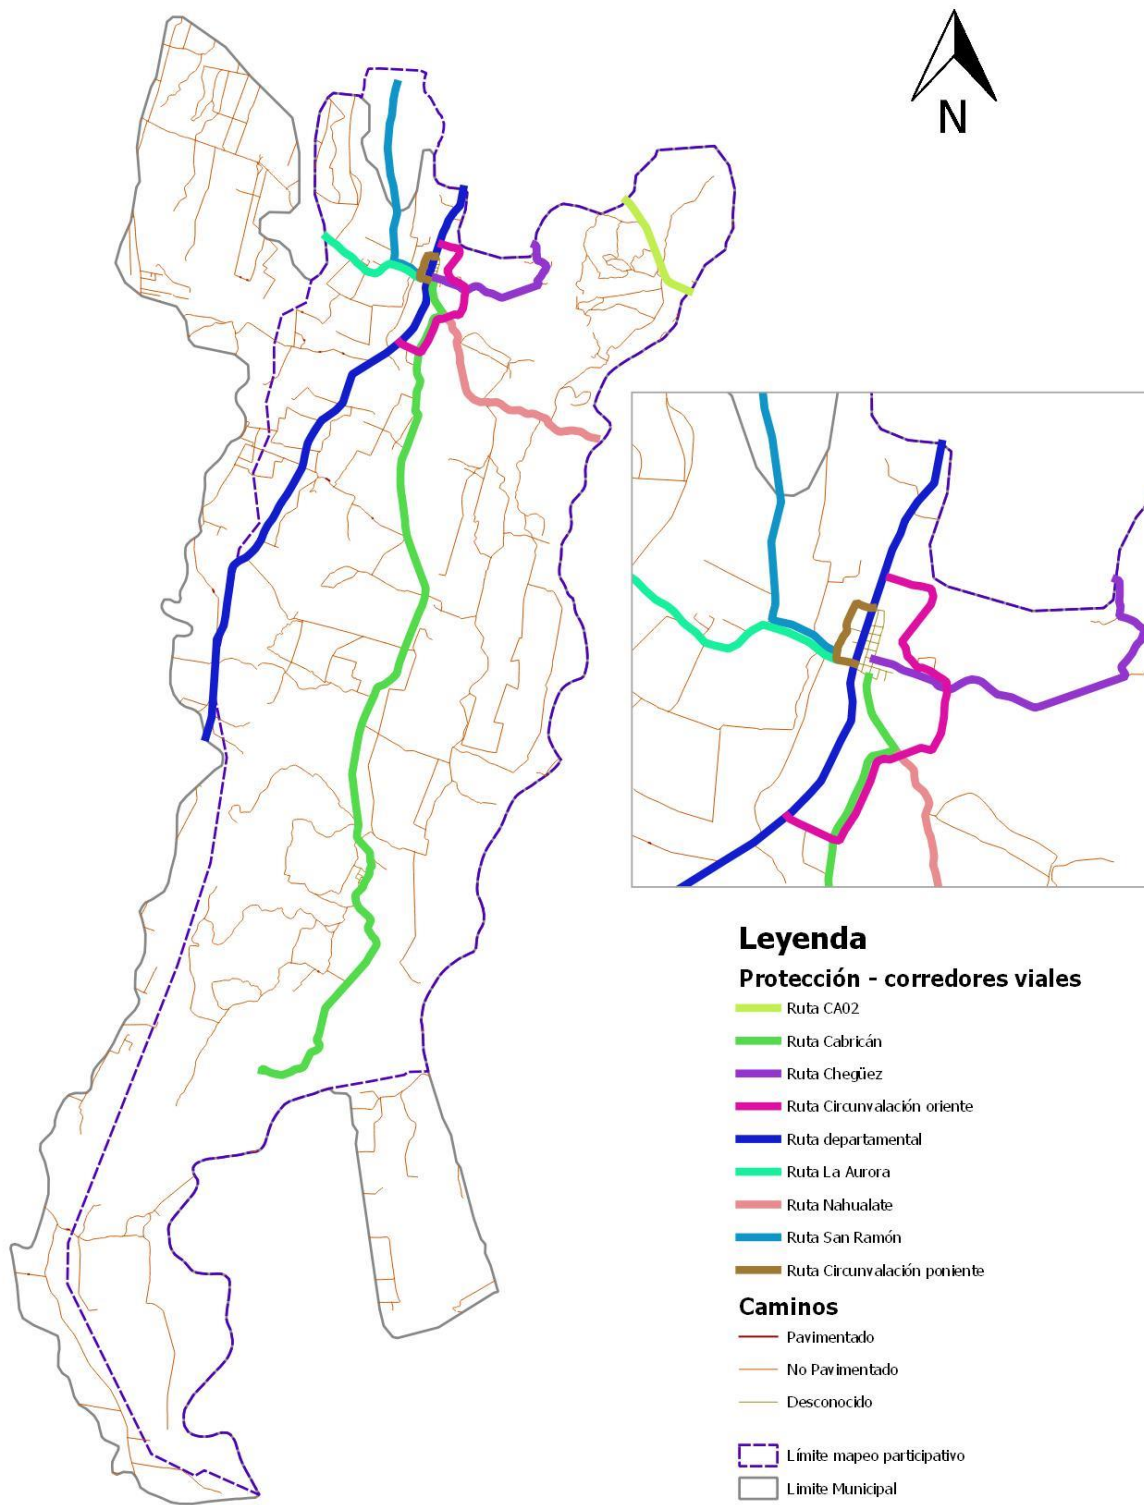 N
Leyenda
Protección - corredores viales
Ruta CA02
Ruta Cabricán
Ruta Chegüez
Ruta Circunvalación oriente
Ruta departamental
Ruta La Aurora
Ruta Nahualate
Ruta San Ramón
Ruta Circunvalación poniente
Caminos
Pavimentado
No Pavimentado
Desconocido
Límite mapeo participativo
Limite Municipal